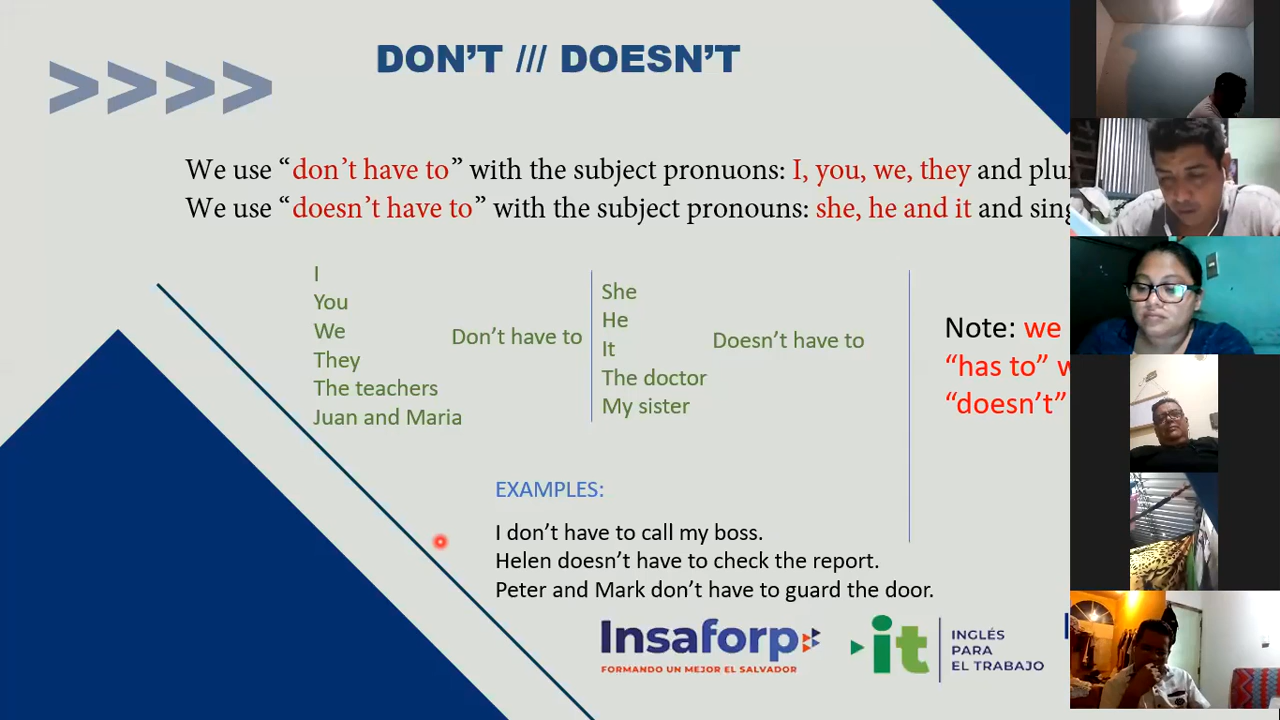 DON'T /// DOESN'T
>>>>
We use “don't have to” with the subject pronuons: I, you, we, they and
We use “doesn't have to” with the subject pronouns: she, he and it and
I
You
We
They
The teachers
Juan and Maria
Don't have to
She
He
It
The doctor
My sister
Doesn't have to
Note: we
“has to”
“doesn't”
EXAMPLES:
I don't have to call my boss.
Helen doesn't have to check the report.
Peter and Mark don't have to guard the door.
Insaforp
FORMANDO UN MEJOR EL SALVADOR
it
INGLÉS
PARA
EL TRABAJO